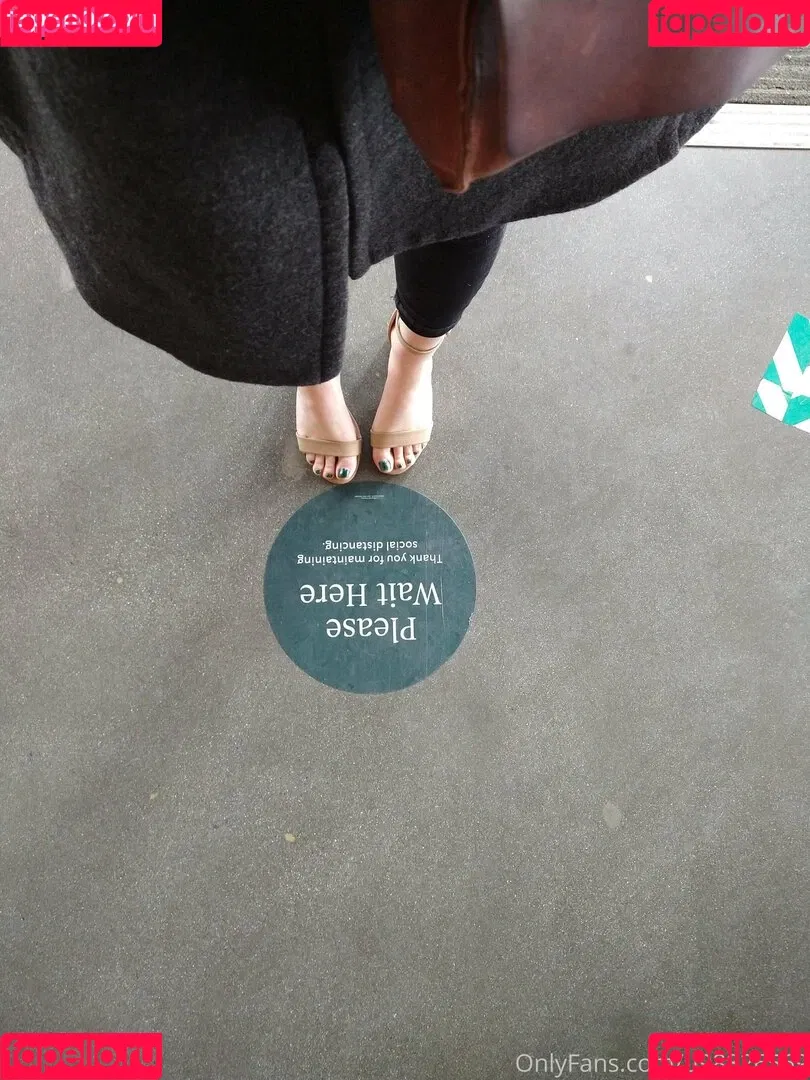 fapello.ru
fapello.ru
Please
Wait Here
Thank you for maintaining
social distancing.
fapello.ru
OnlyFans.co
fapello.ru